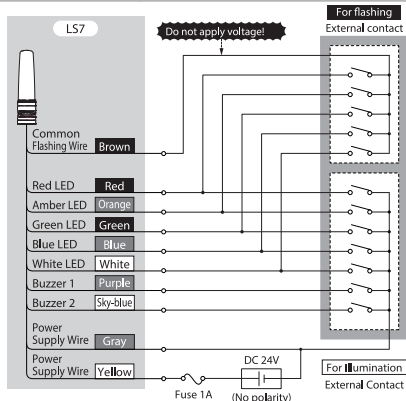 For flashing
External contact
LS7
Do not apply voltage!
Common
Flashing Wire Brown
Red LED Red
Amber LED Orange
Green LED Green
Blue LED Blue
White LED White
Buzzer 1 Purple
Buzzer 2 Sky-blue
Power
Supply Wire Gray
Power
Supply Wire Yellow
Fuse 1A
DC 24V
(No polarity)
For Illumination
External Contact